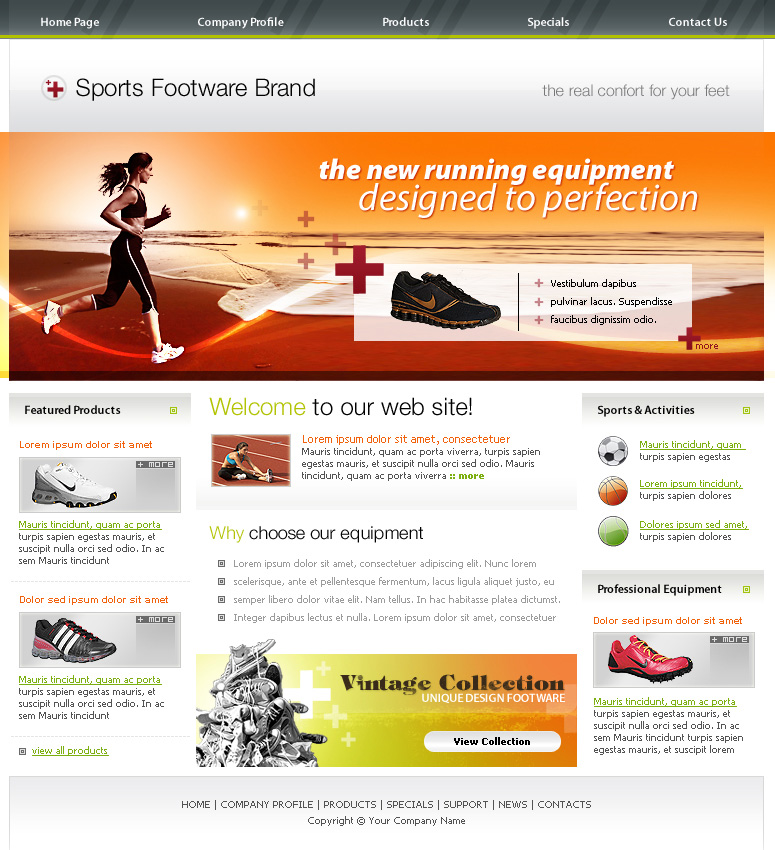 Home Page Company Profile Products Specials Contact Us
Sports Footware Brand
the real confort for your feet
the new running equipment
designed to perfection
Vestibulum dapibus
pulvinar lacus. Suspendisse
faucibus dignissim odio.
more
Featured Products
Lorem ipsum dolor sit amet
+ more
Mauris tincidunt, quam ac porta
turpis sapien egestas mauris, et
suscipit nulla orci sed odio. In ac
sem Mauris tincidunt
Dolor sed ipsum dolor sit amet
+ more
Mauris tincidunt, quam ac porta
turpis sapien egestas mauris, et
suscipit nulla orci sed odio. In ac
sem Mauris tincidunt
view all products
Welcome to our web site!
Lorem ipsum dolor sit amet, consectetuer
Mauris tincidunt, quam ac porta viverra, turpis sapien
egestas mauris, et suscipit nulla orci sed odio. Mauris
tincidunt, quam ac porta viverra :: more
Why choose our equipment
Lorem ipsum dolor sit amet, consectetuer adipiscing elit. Nunc lorem
scelerisque, ante et pellentesque fermentum, lacus ligula aliquet justo, eu
semper libero dolor vitae elit. Nam tellus. In hac habitasse platea dictumst.
Integer dapibus lectus et nulla. Lorem ipsum dolor sit amet, consectetuer
Vintage Collection
UNIQUE DESIGN FOOTWARE
View Collection
Sports & Activities
Mauris tincidunt, quam
turpis sapien egestas
Lorem ipsum tincidunt,
turpis sapien dolores
Dolores ipsum sed amet,
turpis sapien dolores
Professional Equipment
Dolor sed ipsum dolor sit amet
+ more
Mauris tincidunt, quam ac porta
turpis sapien egestas mauris, et
suscipit nulla orci sed odio. In ac
sem Mauris tincidunt turpis sapien
egestas mauris, et suscipit lorem
HOME | COMPANY PROFILE | PRODUCTS | SPECIALS | SUPPORT | NEWS | CONTACTS
Copyright © Your Company Name